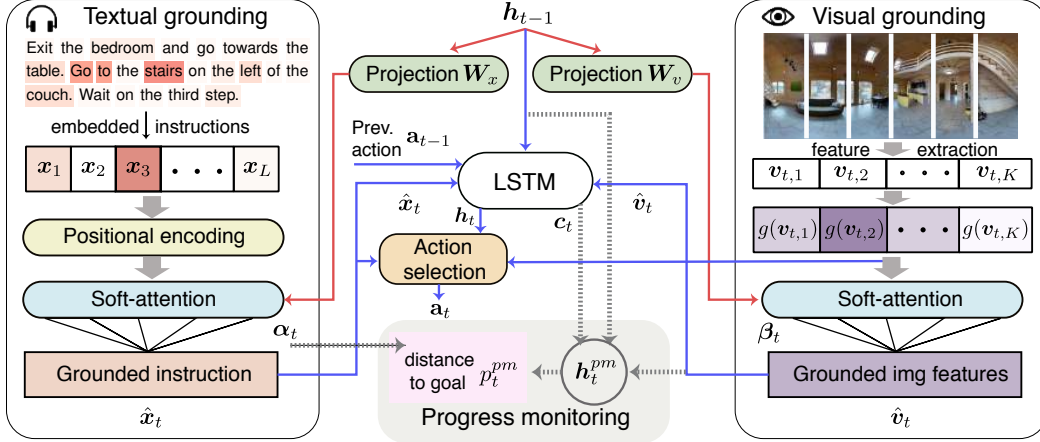 Textual grounding
Exit the bedroom and go towards the
table. Go to the stairs on the left of the
couch. Wait on the third step.
embedded instructions
x_1 x_2 x_3 • • • x_L
Positional encoding
Soft-attention
α_t
Grounded instruction
x̂_t
h_{t−1}
Projection W_x
Projection W_v
Prev.
action
a_{t−1}
LSTM
x̂_t
v̂_t
h_t
c_t
Action
selection
a_t
distance
to goal p_t^{pm}
h_t^{pm}
Progress monitoring
Visual grounding
feature extraction
v_{t,1} v_{t,2} • • • v_{t,K}
g(v_{t,1}) g(v_{t,2}) • • • g(v_{t,K})
Soft-attention
β_t
Grounded img features
v̂_t